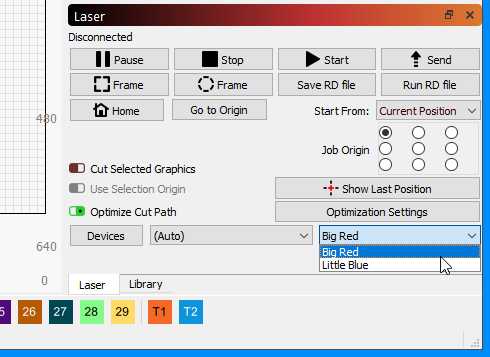 Laser
Disconnected
Pause
Stop
Start
Send
Frame
Frame
Save RD file
Run RD file
Home
Go to Origin
Start From:
Current Position
480
Job Origin
Cut Selected Graphics
Use Selection Origin
Show Last Position
Optimize Cut Path
Optimization Settings
Devices
(Auto)
Big Red
640
Big Red
Little Blue
0
Laser
Library
26
27
28
29
T1
T2